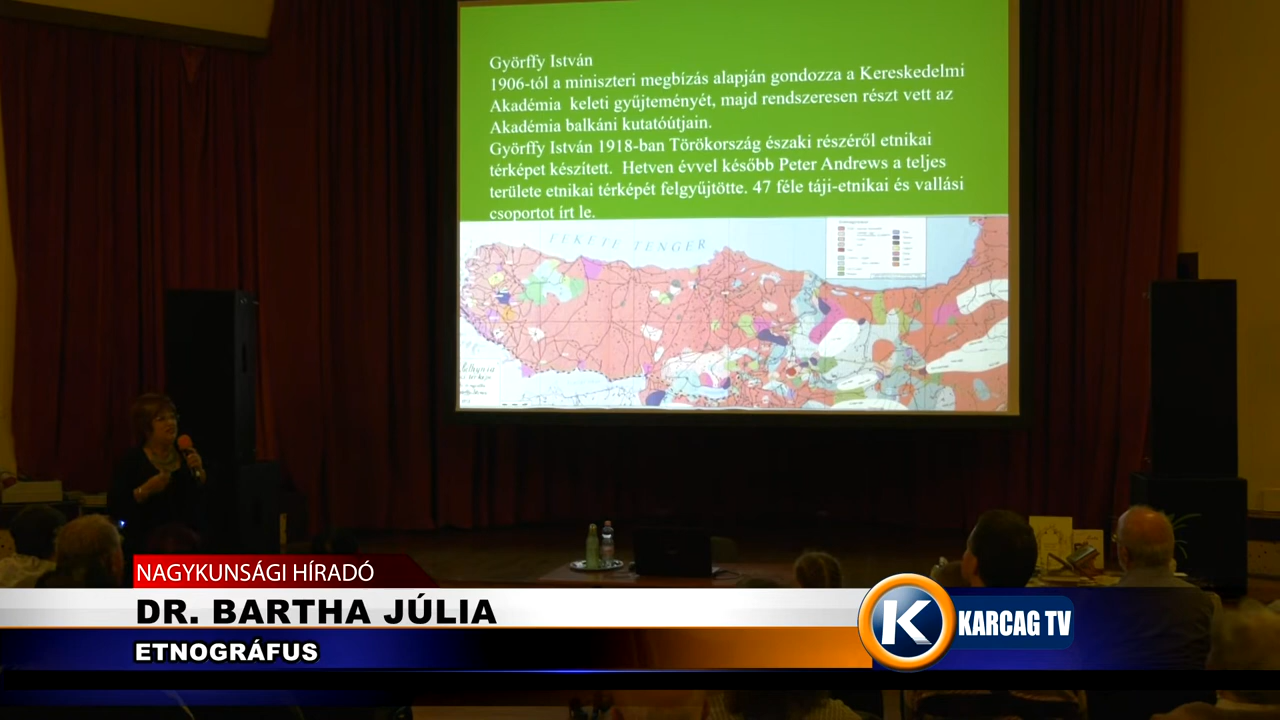 Györffy István
1906-tól a miniszteri megbízás alapján gondozza a Kereskedelmi
Akadémia keleti gyűjteményét, majd rendszeresen részt vett az
Akadémia balkáni kutatóútjain.
Györffy István 1918-ban Törökország északi részéről etnikai
térképet készített. Hetven évvel később Peter Andrews a teljes
területe etnikai térképét felgyűjtötte. 47 féle táji-etnikai és vallási
csoportot írt le.
FEKETE TENGER
NAGYKUNSÁGI HÍRADÓ
DR. BARTHA JÚLIA
ETNOGRÁFUS
K KARCAG TV